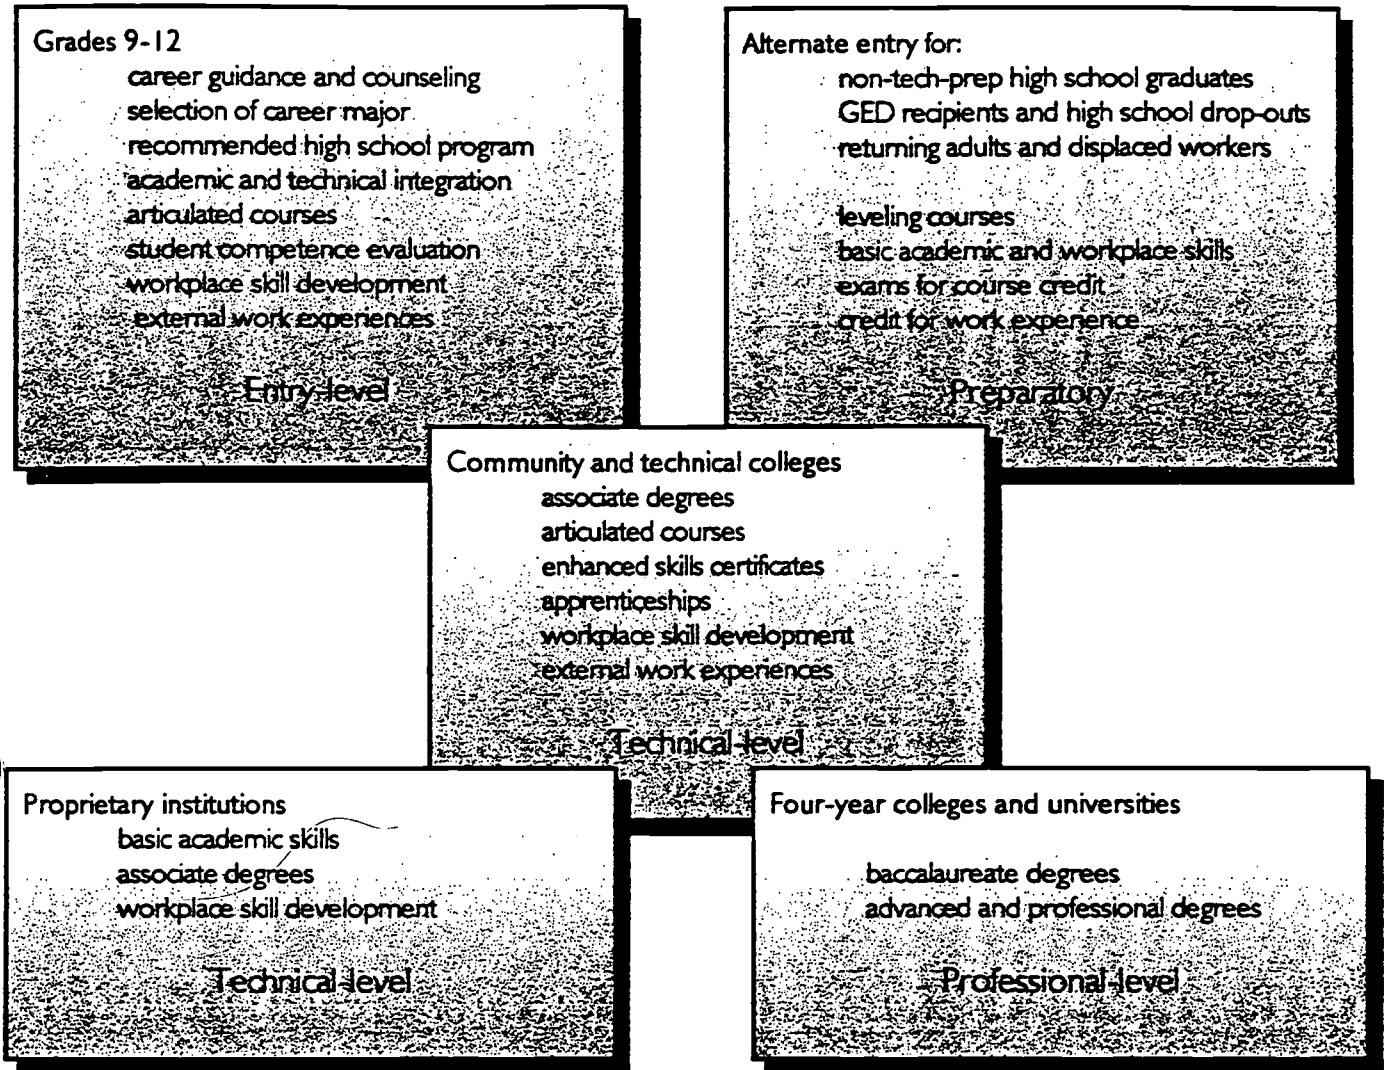 Grades 9-12
career guidance and counseling
selection of career major
recommended high school program
academic and technical integration
articulated courses
student competence evaluation
workplace skill development
external work experiences
Entry-level
Alternate entry for:
non-tech-prep high school graduates
GED recipients and high school drop-outs
returning adults and displaced workers
leveling courses
basic academic and workplace skills
exams for course credit
credit for work experience
Preparatory
Community and technical colleges
associate degrees
articulated courses
enhanced skills certificates
apprenticeships
workplace skill development
external work experiences
Technical-level
Proprietary institutions
basic academic skills
associate degrees
workplace skill development
Technical-level
Four-year colleges and universities
baccalaureate degrees
advanced and professional degrees
Professional-level